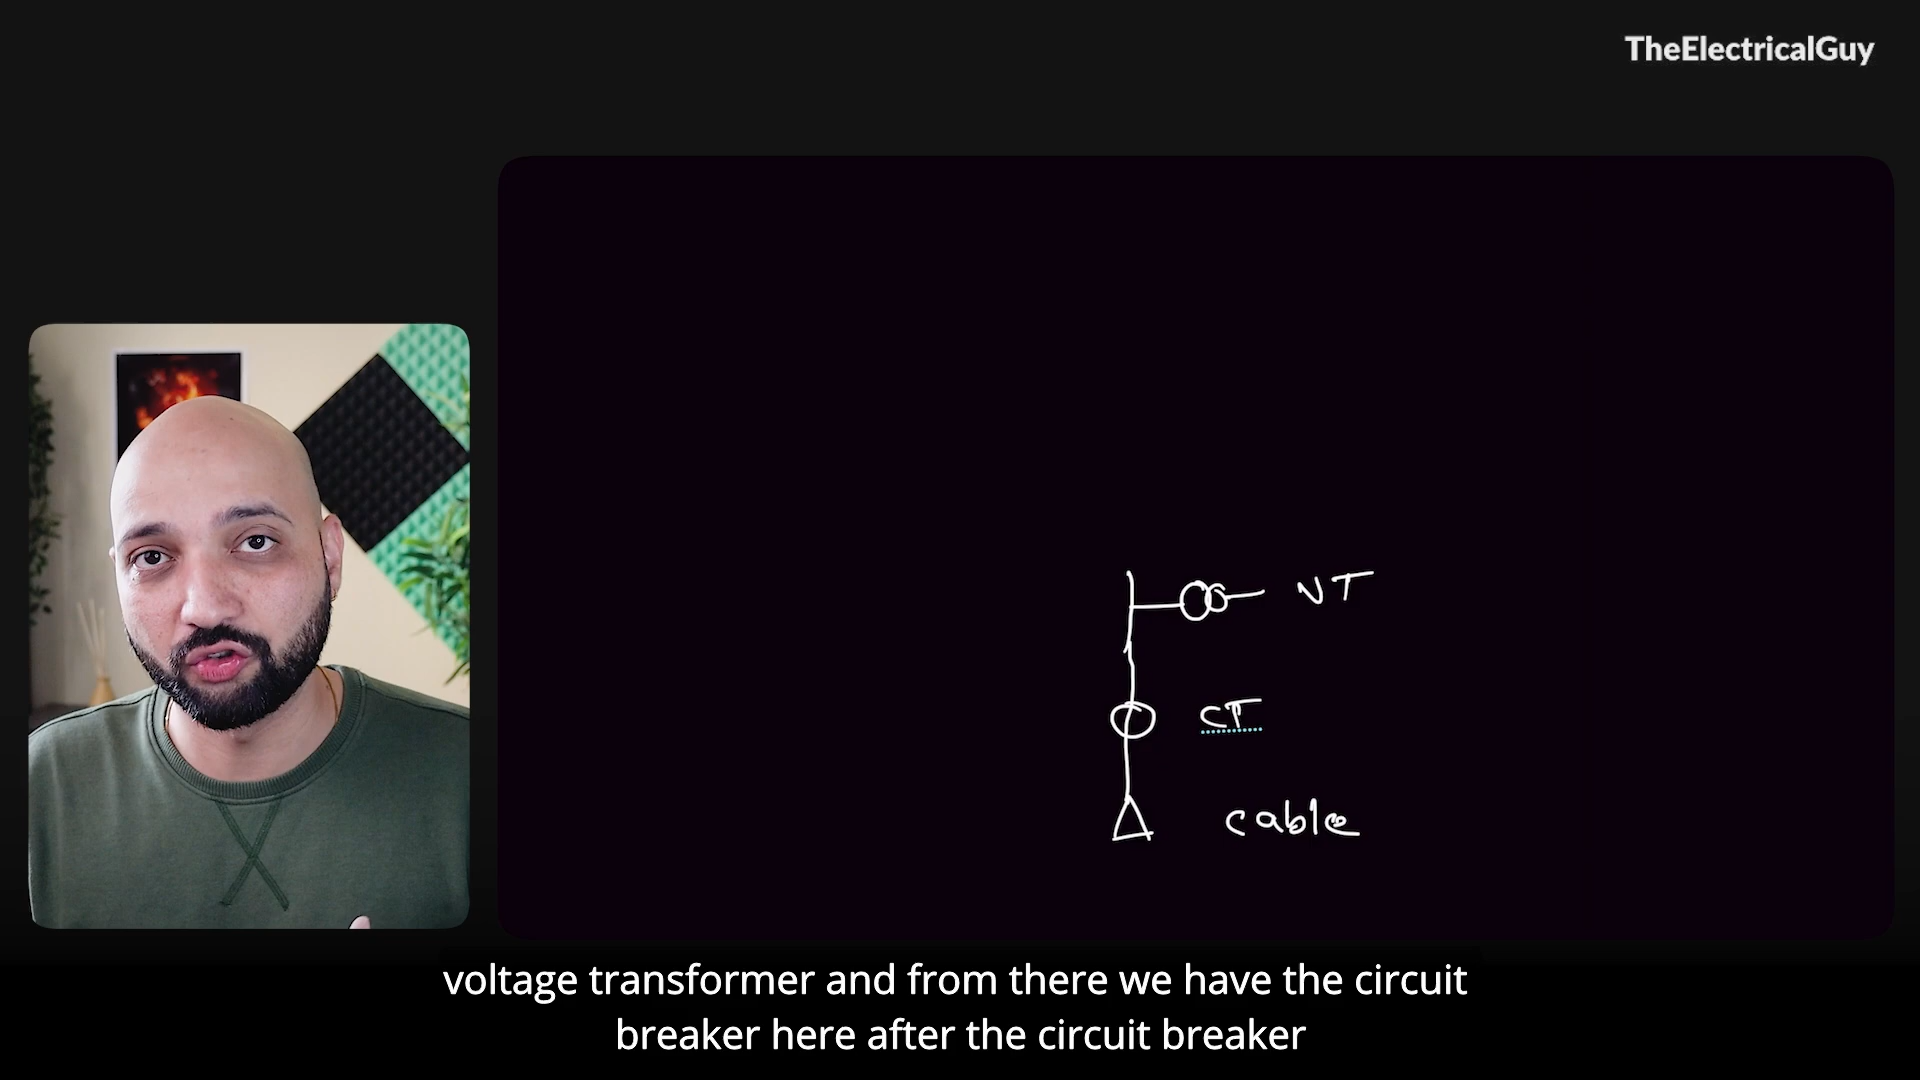 TheElectricalGuy
VT
CT
cable
voltage transformer and from there we have the circuit
breaker here after the circuit breaker